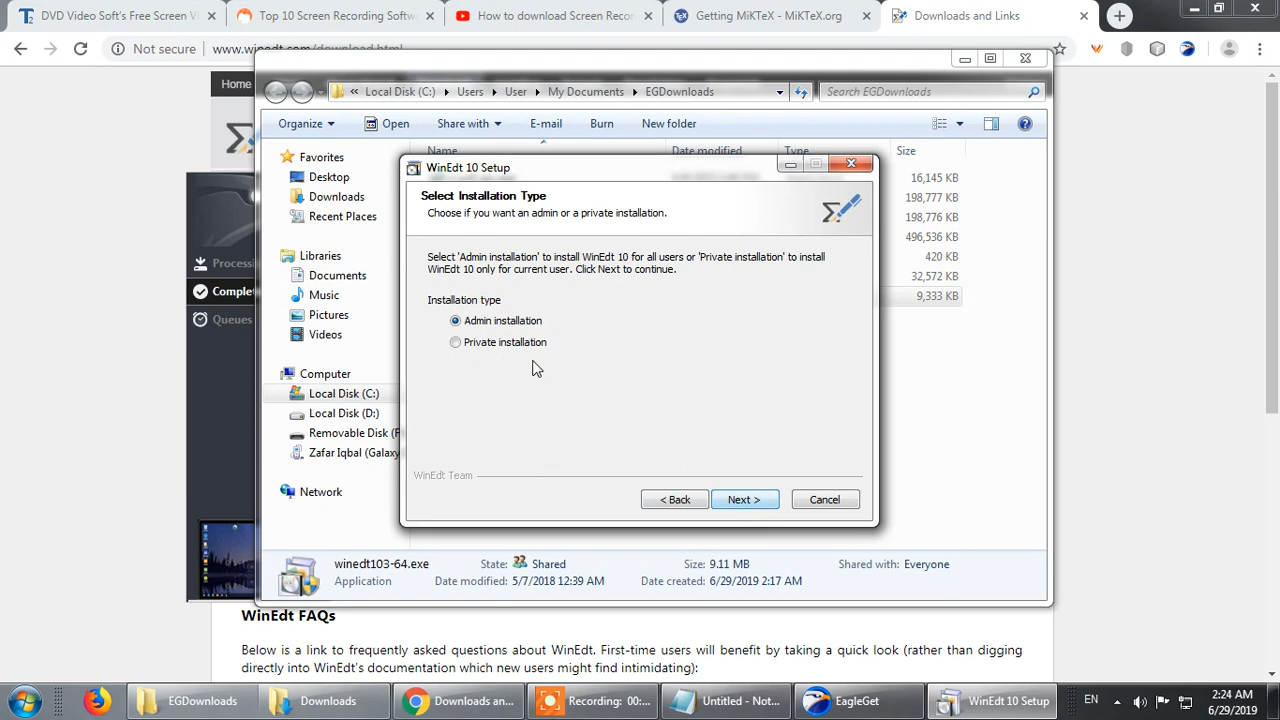 DVD Video Soft's Free Screen V
Top 10 Screen Recording Softw
How to download Screen Reco
Getting MiKTeX - MiKTeX.org
Downloads and Links
Not secure
www.winedt.com/download.html
Home
Local Disk (C:)
Users
User
My Documents
EGDownloads
Search EGDownloads
Organize
Open
Share with
E-mail
Burn
New folder
Favorites
Desktop
Downloads
Recent Places
Libraries
Documents
Music
Pictures
Videos
Computer
Local Disk (C:)
Local Disk (D:)
Removable Disk (F
Zafar Iqbal (Galaxy
Network
Name
Date modified
Type
Size
16,145 KB
198,777 KB
198,776 KB
496,536 KB
420 KB
32,572 KB
9,333 KB
Processi
Comple
Queues
WinEdt 10 Setup
Select Installation Type
Choose if you want an admin or a private installation.
Select 'Admin installation' to install WinEdt 10 for all users or 'Private installation' to install
WinEdt 10 only for current user. Click Next to continue.
Installation type
Admin installation
Private installation
WinEdt Team
< Back
Next >
Cancel
winedt103-64.exe
State:
Shared
Size: 9.11 MB
Shared with: Everyone
Application
Date modified: 5/7/2018 12:39 AM
Date created: 6/29/2019 2:17 AM
WinEdt FAQs
Below is a link to frequently asked questions about WinEdt. First-time users will benefit by taking a quick look (rather than digging
directly into WinEdt's documentation which new users might find intimidating):
EGDownloads
Downloads
Downloads an...
Recording: 00:...
Untitled - Not...
EagleGet
WinEdt 10 Setup
EN
2:24 AM
6/29/2019